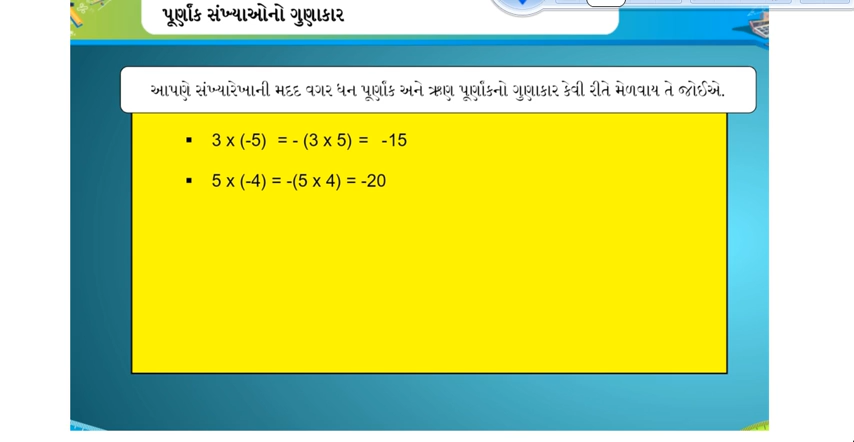 પૂર્ણાંક સંખ્યાઓનો ગુણાકાર
આપણે સંખ્યારેખાની મદદ વગર ધન પૂર્ણાંક અને ઋણ પૂર્ણાંકનો ગુણાકાર કેવી રીતે મેળવાય તે જોઈએ.
▪ 3 x (-5) = - (3 x 5) = -15
▪ 5 x (-4) = -(5 x 4) = -20